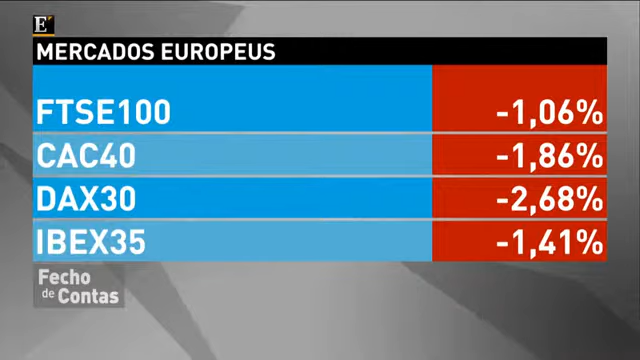 E
MERCADOS EUROPEUS
FTSE100 -1,06%
CAC40 -1,86%
DAX30 -2,68%
IBEX35 -1,41%
Fecho
de Contas